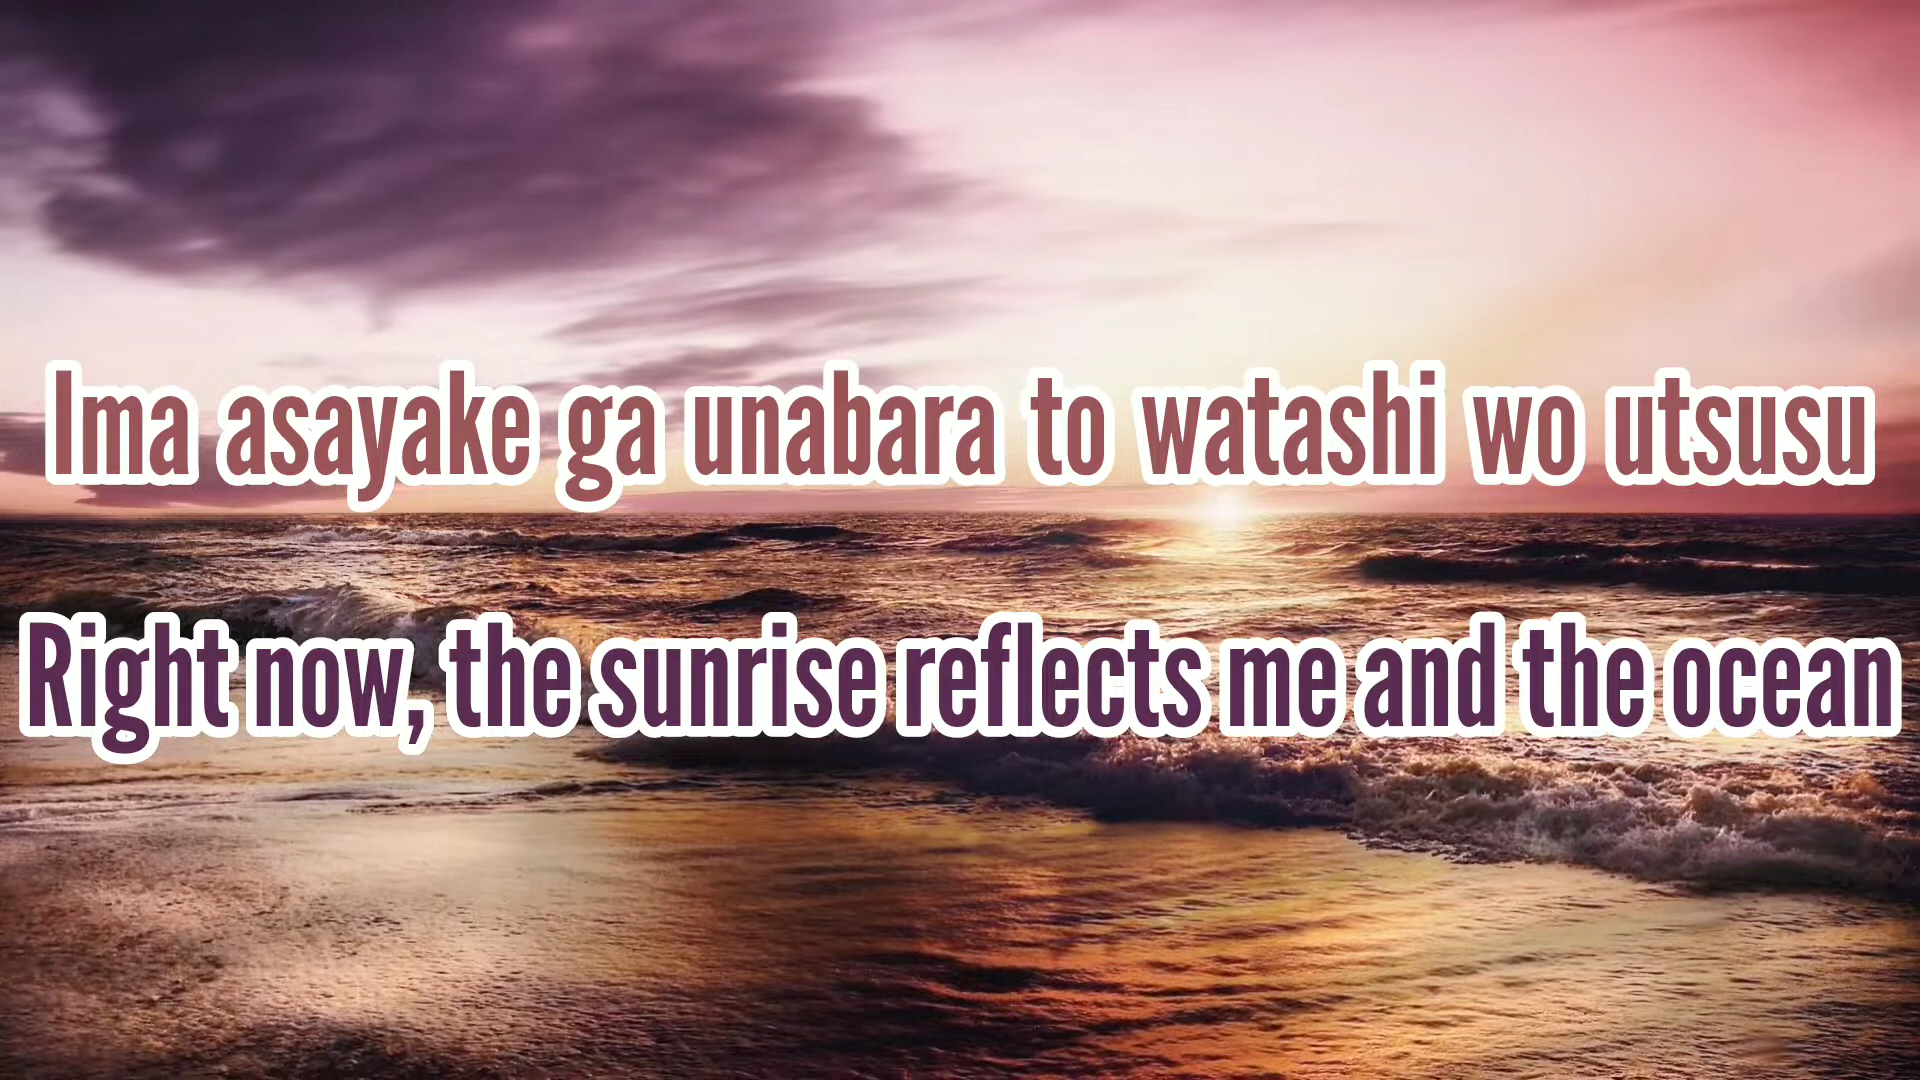 Ima asayake ga unabara to watashi wo utsusu
Right now, the sunrise reflects me and the ocean